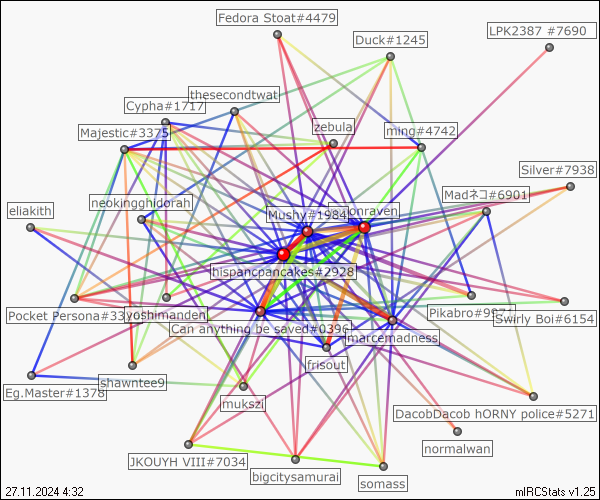 Fedora Stoat#4479
LPK2387 #7690
Duck#1245
thesecondtwat
Cypha#1717
zebula
ming#4742
Majestic#3375
Silver#7938
Madネコ#6901
neokingghidorah
eliakith
Mushy#1984
onraven
hispancpancakes#2928
Pocket Persona#33
yoshimanden
Pikabro#9
Swirly Boi#6154
Can anything be saved#0396
marcemadness
frisout
shawntee9
Eg.Master#1378
mukszi
DacobDacob hORNY police#5271
normalwan
JKOUYH VIII#7034
bigcitysamurai
somass
27.11.2024 4:32
mIRCStats v1.25